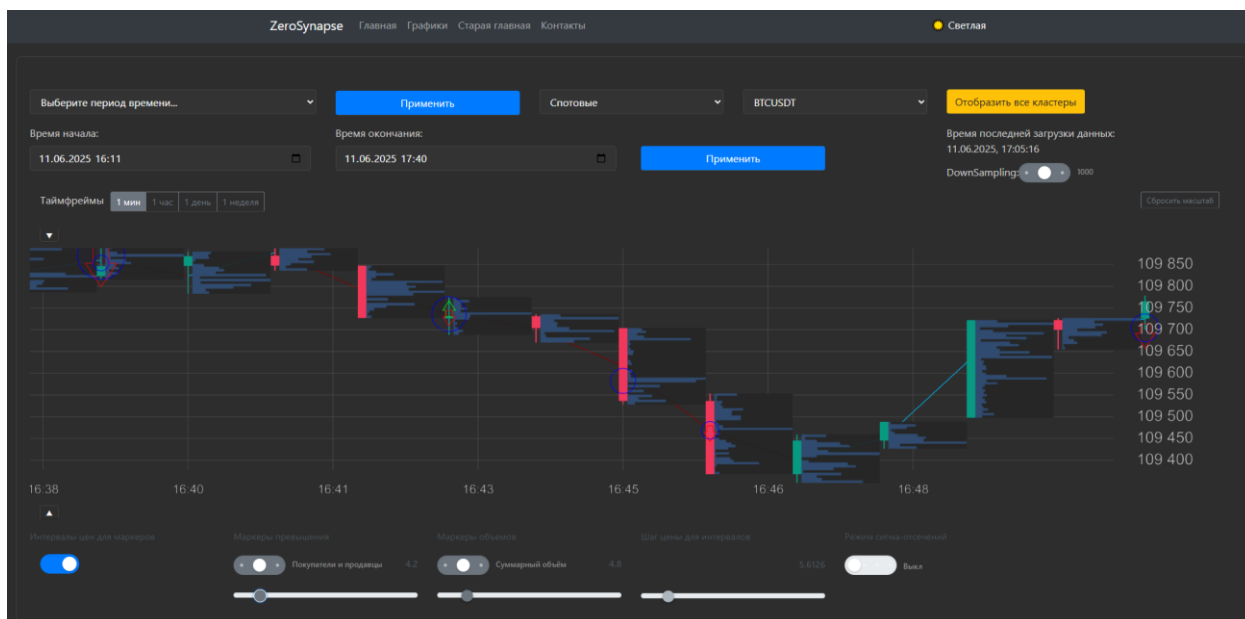 ZeroSynapse Главная Графики Старая главная Контакты Светлая
Выберите период времени... Применить Спотовые BTCUSDT Отобразить все кластеры
Время начала: Время окончания: Время последней загрузки данных:
11.06.2025, 17:05:16
11.06.2025 16:11 11.06.2025 17:40 Применить
DownSampling: 1000
Таймфреймы 1 мин 1 час 1 день 1 неделя Сбросить масштаб
109 850
109 800
109 750
109 700
109 650
109 600
109 550
109 500
109 450
109 400
16:38 16:40 16:41 16:43 16:45 16:46 16:48
Интервалы цен для маркеров Маркеры превышения Маркеры объемов Шаг цены для интервалов Режим сигма-отсечений
Покупатели и продавцы 4.2 Суммарный объём 4.8 5.6126 Выкл